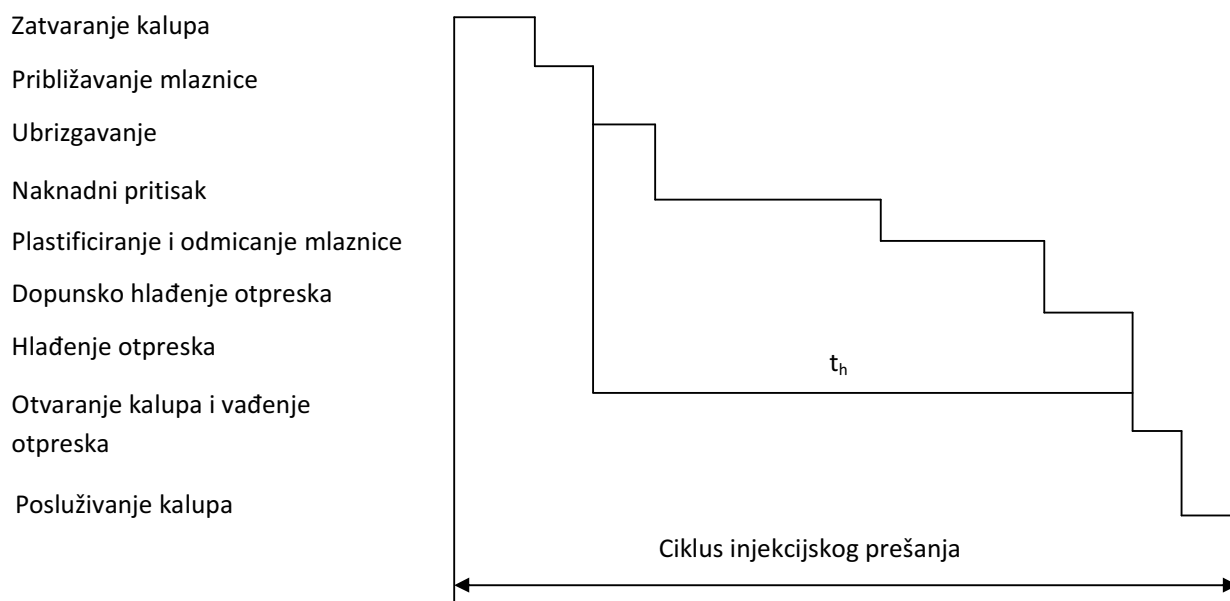 Zatvaranje kalupa
Približavanje mlaznice
Ubrizgavanje
Naknadni pritisak
Plastificiranje i odmicanje mlaznice
Dopunsko hlađenje otpreska
Hlađenje otpreska
t_h
Otvaranje kalupa i vađenje
otpreska
Posluživanje kalupa
Ciklus injekcijskog prešanja